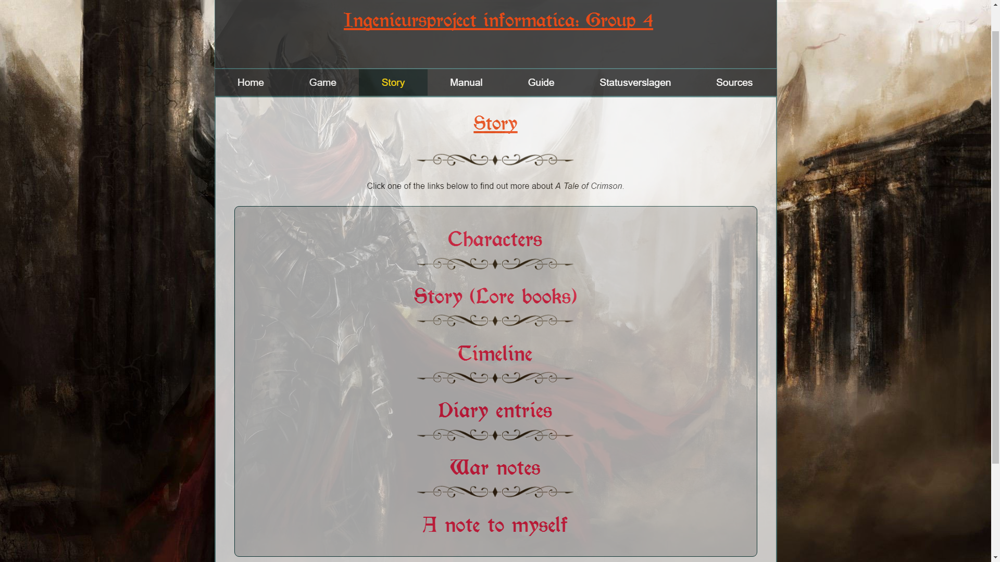 Ingenieursproject informatica: Group 4
Home Game Story Manual Guide Statusverslagen Sources
Story
Click one of the links below to find out more about A Tale of Crimson.
Characters
Story (Lore books)
Timeline
Diary entries
War notes
A note to myself